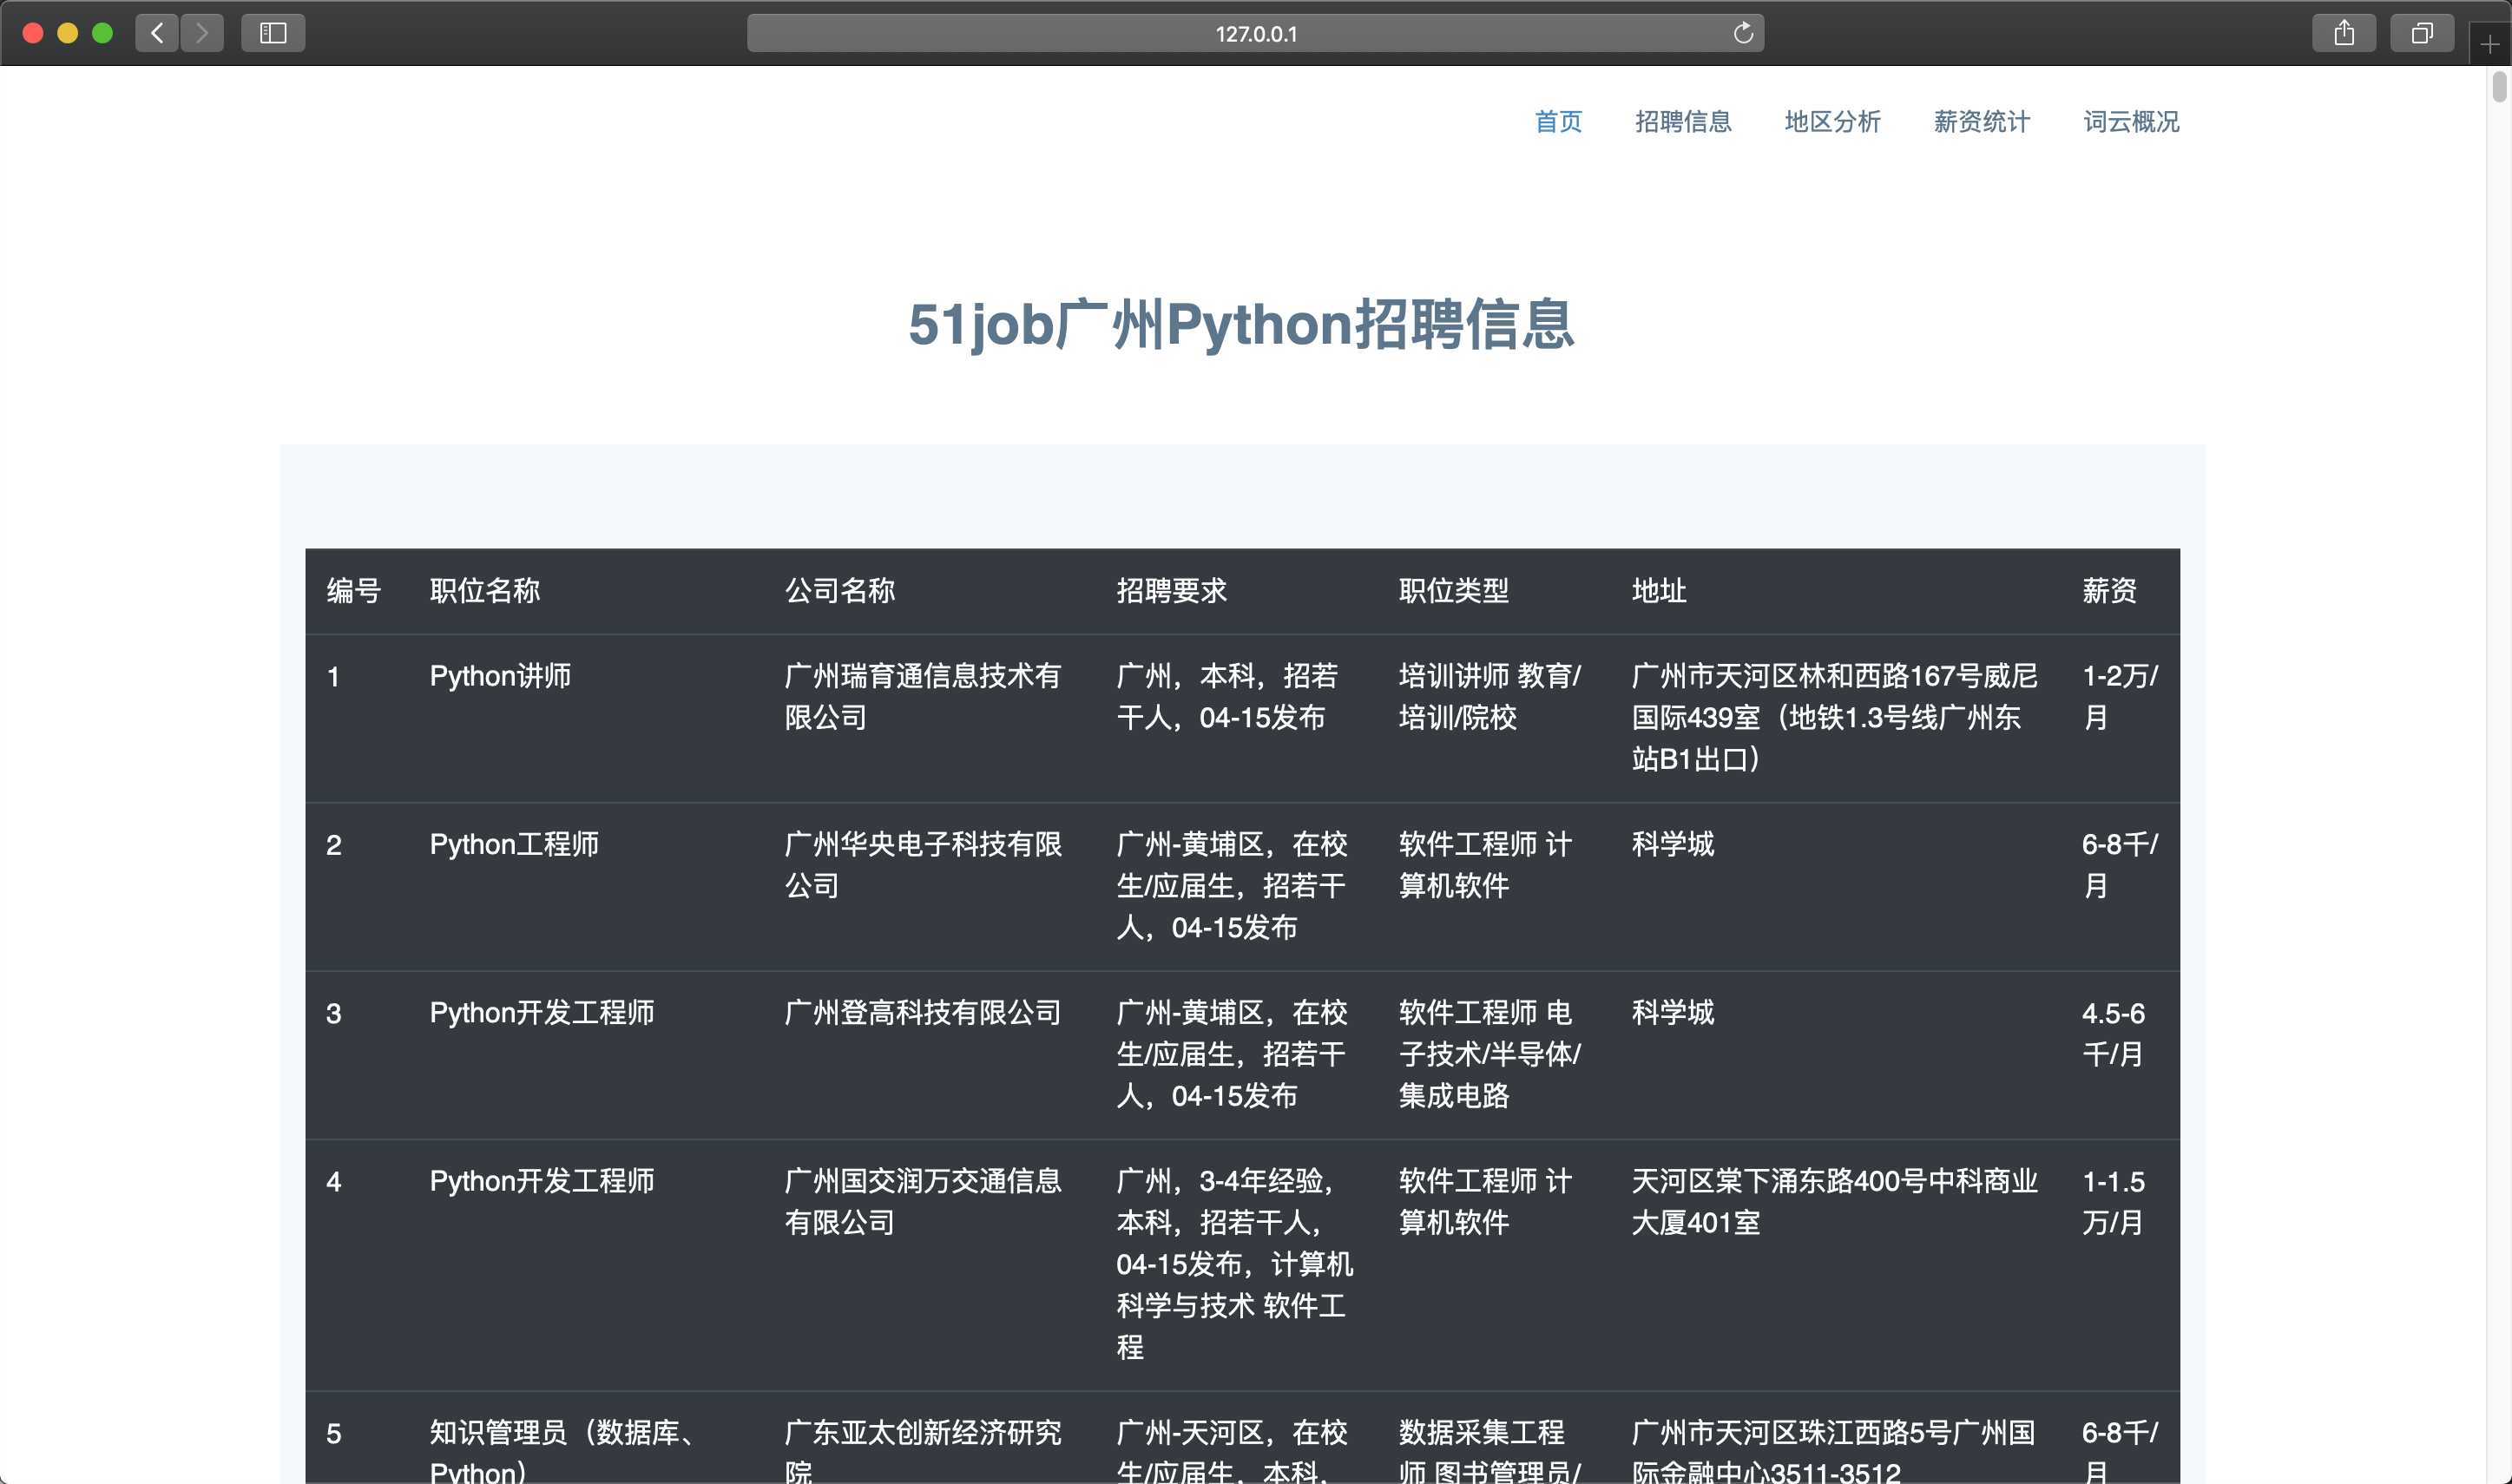 127.0.0.1
首页 招聘信息 地区分析 薪资统计 词云概况
51job广州Python招聘信息
编号 职位名称 公司名称 招聘要求 职位类型 地址 薪资
1 Python讲师 广州瑞育通信息技术有 广州，本科，招若 培训讲师 教育/ 广州市天河区林和西路167号威尼 1-2万/
限公司 干人，04-15发布 培训/院校 国际439室（地铁1.3号线广州东 月
站B1出口）
2 Python工程师 广州华央电子科技有限 广州-黄埔区，在校 软件工程师 计 科学城 6-8千/
公司 生/应届生，招若干 算机软件 月
人，04-15发布
3 Python开发工程师 广州登高科技有限公司 广州-黄埔区，在校 软件工程师 电 科学城 4.5-6
生/应届生，招若干 子技术/半导体/ 千/月
人，04-15发布 集成电路
4 Python开发工程师 广州国交润万交通信息 广州，3-4年经验， 软件工程师 计 天河区棠下涌东路400号中科商业 1-1.5
有限公司 本科，招若干人， 算机软件 大厦401室 万/月
04-15发布，计算机
科学与技术 软件工
程
5 知识管理员（数据库、 广东亚太创新经济研究 广州-天河区，在校 数据采集工程 广州市天河区珠江西路5号广州国 6-8千/
Python） 院 生/应届生，本科， 师 图书管理员/ 际金融中心3511-3512 月